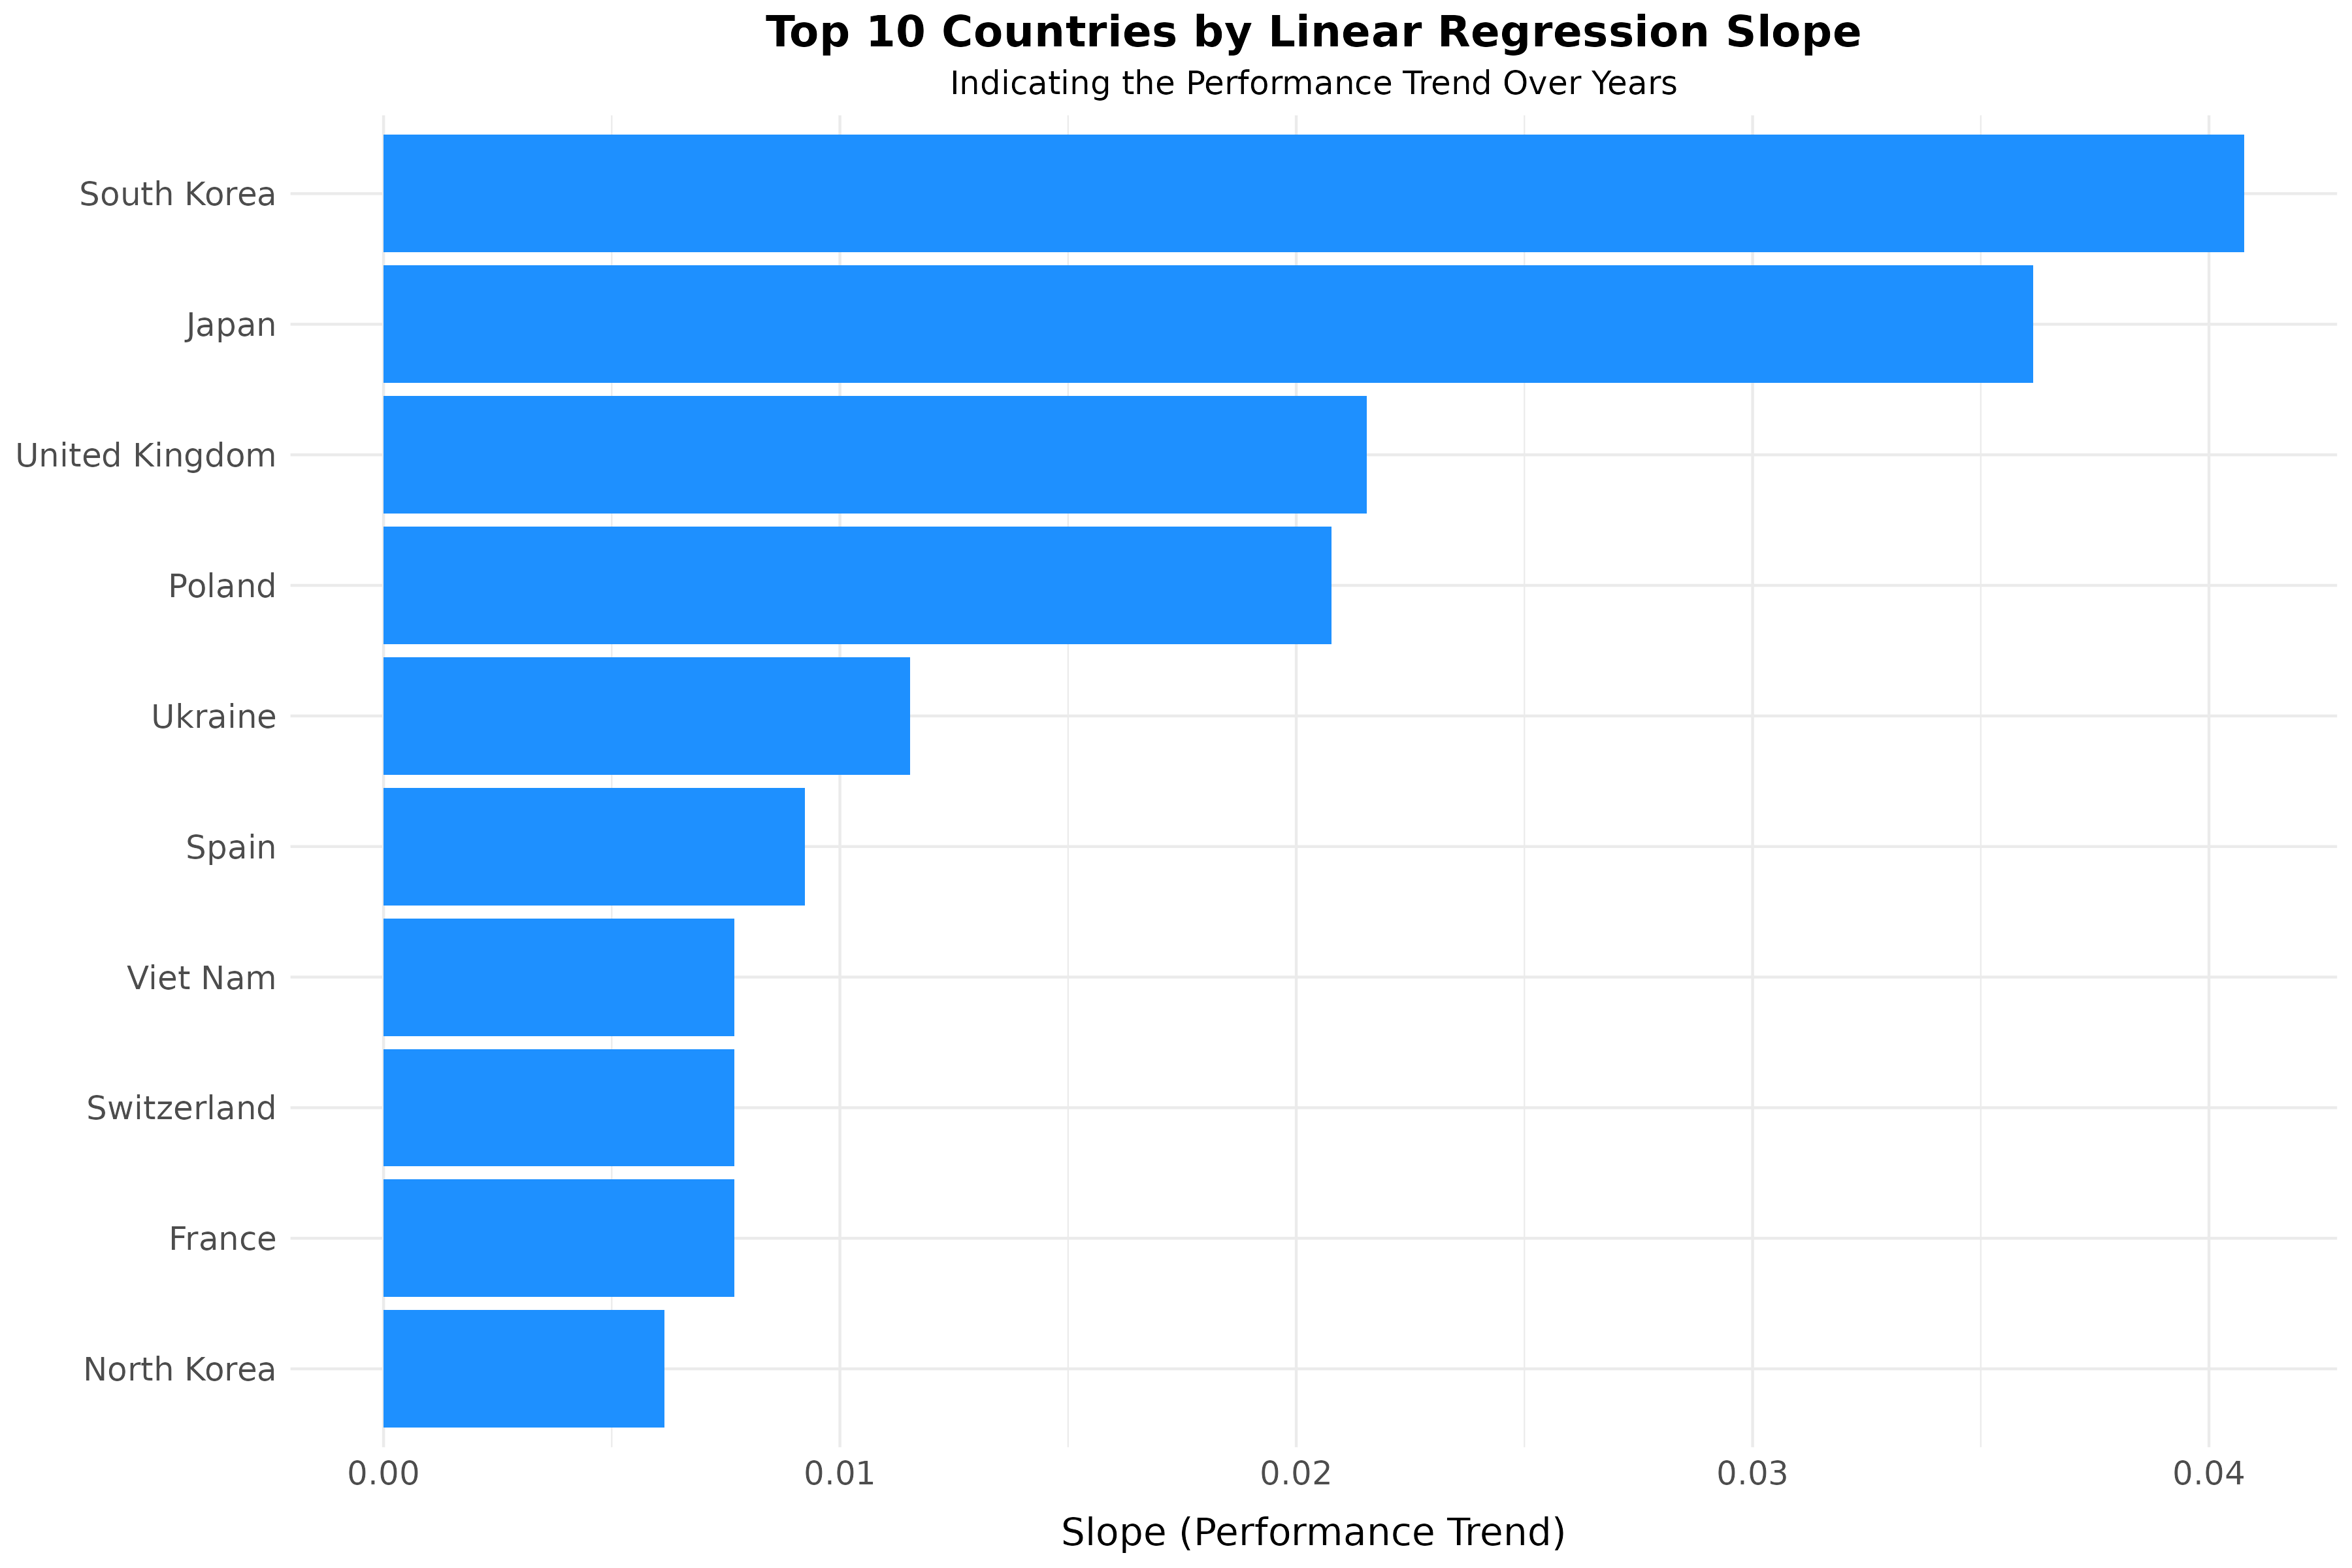 Top 10 Countries by Linear Regression Slope
Indicating the Performance Trend Over Years
South Korea
Japan
United Kingdom
Poland
Ukraine
Spain
Viet Nam
Switzerland
France
North Korea
0.00 0.01 0.02 0.03 0.04
Slope (Performance Trend)